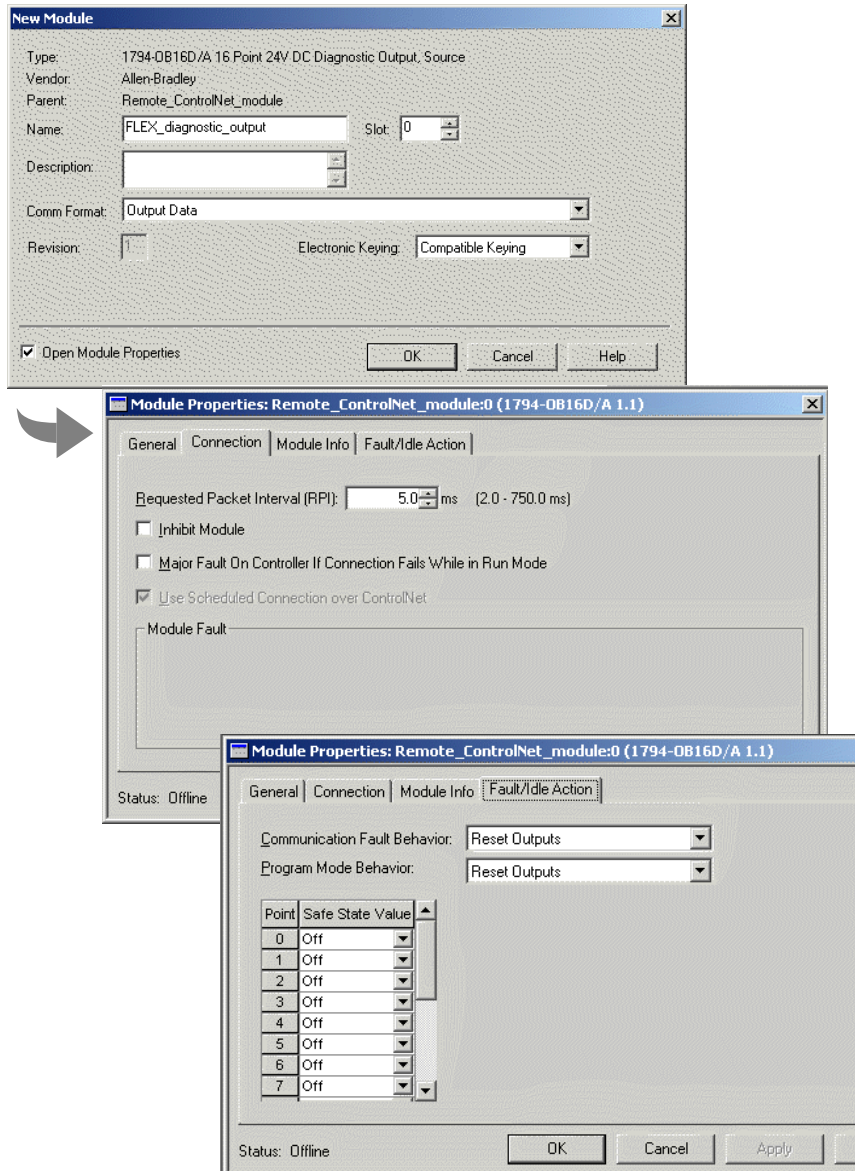 New Module
Type: 1794-OB16D/A 16 Point 24V DC Diagnostic Output, Source
Vendor: Allen-Bradley
Parent: Remote_ControlNet_module
Name: FLEX_diagnostic_output Slot: 0
Description:
Comm Format: Output Data
Revision: 1 Electronic Keying: Compatible Keying
Open Module Properties OK Cancel Help
Module Properties: Remote_ControlNet_module:0 (1794-OB16D/A 1.1)
General Connection Module Info Fault/Idle Action
Requested Packet Interval (RPI): 5.0 ms (2.0 - 750.0 ms)
Inhibit Module
Major Fault On Controller If Connection Fails While in Run Mode
Use Scheduled Connection over ControlNet
Module Fault
Status: Offline
Module Properties: Remote_ControlNet_module:0 (1794-OB16D/A 1.1)
General Connection Module Info Fault/Idle Action
Communication Fault Behavior: Reset Outputs
Program Mode Behavior: Reset Outputs
Point Safe State Value
0 Off
1 Off
2 Off
3 Off
4 Off
5 Off
6 Off
7 Off
Status: Offline OK Cancel Apply